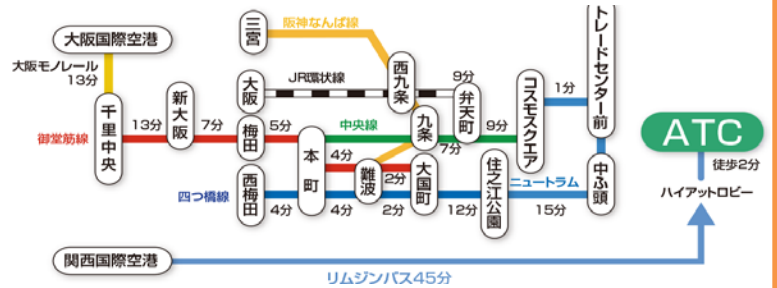 大阪国際空港
大阪モノレール
13分
千里中央
御堂筋線
13分
新大阪
7分
三宮
阪神なんば線
大阪
JR環状線
9分
西九条
弁天町
梅田
5分
本町
中央線
九条
7分
9分
コスモスクエア
1分
トレードセンター前
4分
難波
2分
大国町
四つ橋線
西梅田
4分
4分
2分
12分
住之江公園
ニュートラム
15分
中ふ頭
ATC
徒歩2分
ハイアットロビー
関西国際空港
リムジンバス45分